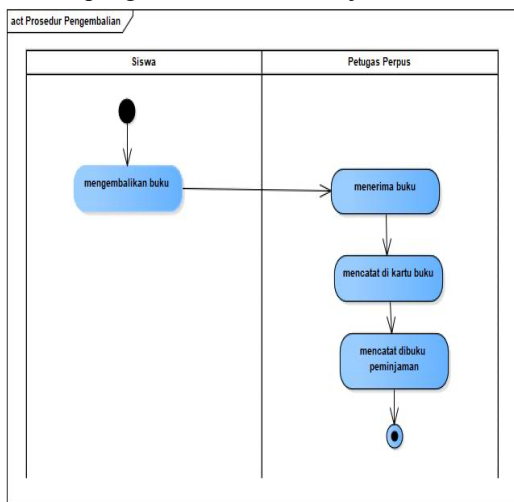 act Prosedur Pengembalian
Siswa
Petugas Perpus
mengembalikan buku
menerima buku
mencatat di kartu buku
mencatat dibuku
peminjaman